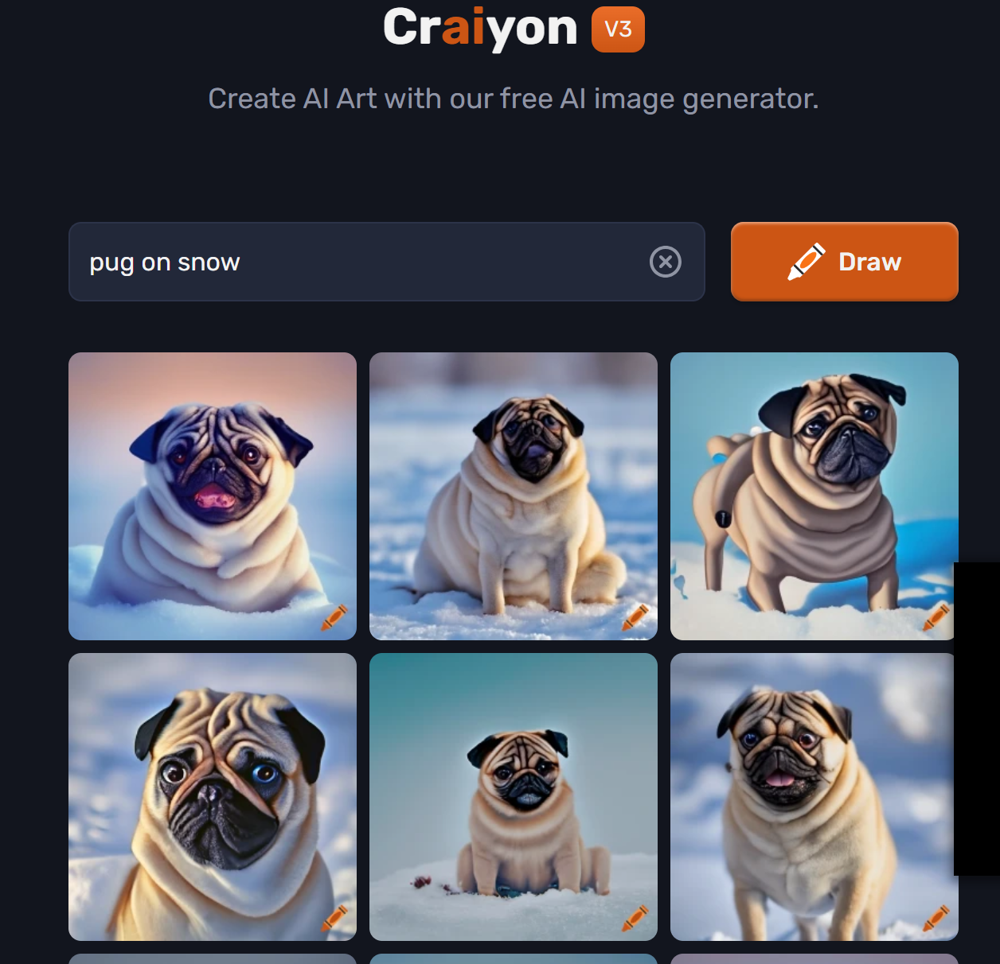 Craiyon V3
Create AI Art with our free AI image generator.
pug on snow
Draw